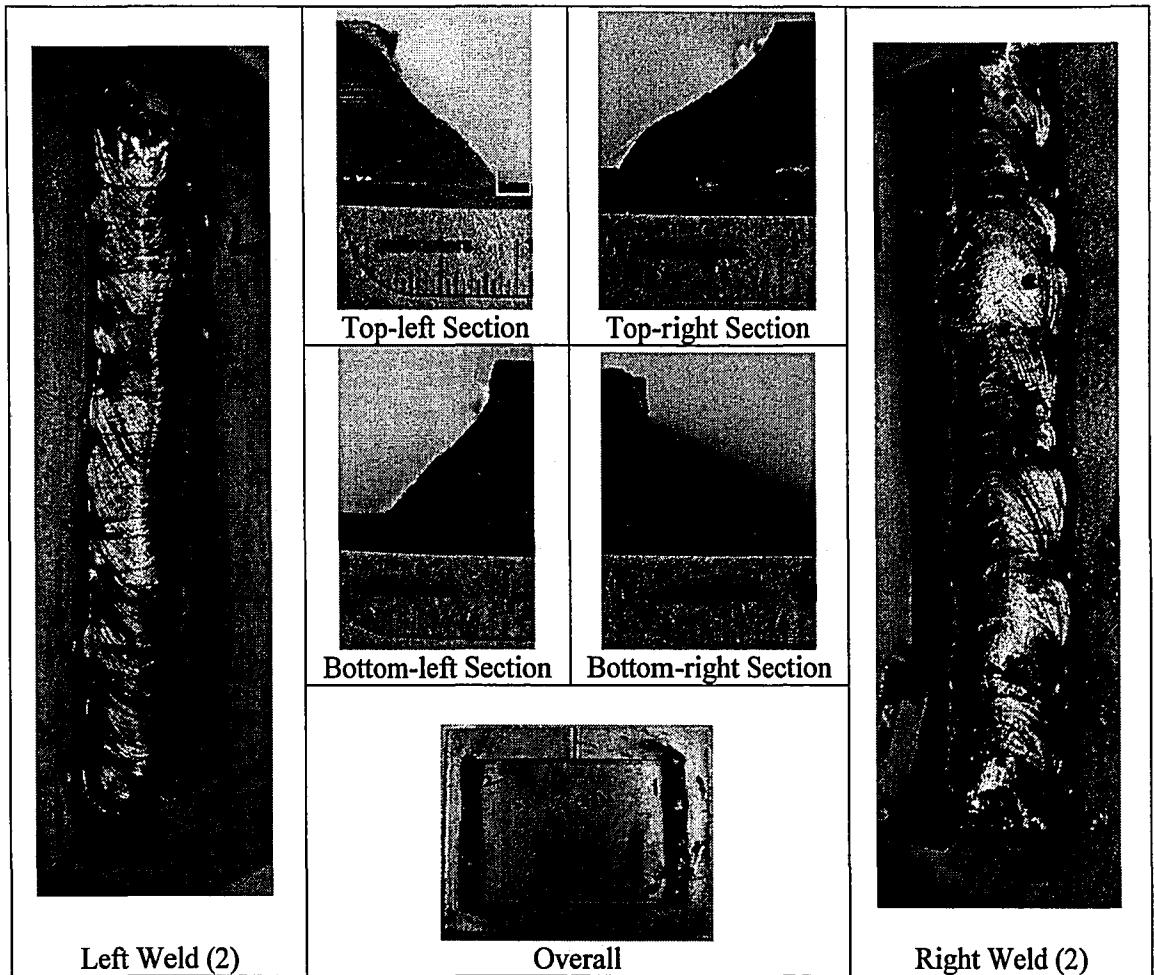 Top-left Section
Top-right Section
Bottom-left Section
Bottom-right Section
Left Weld (2)
Overall
Right Weld (2)